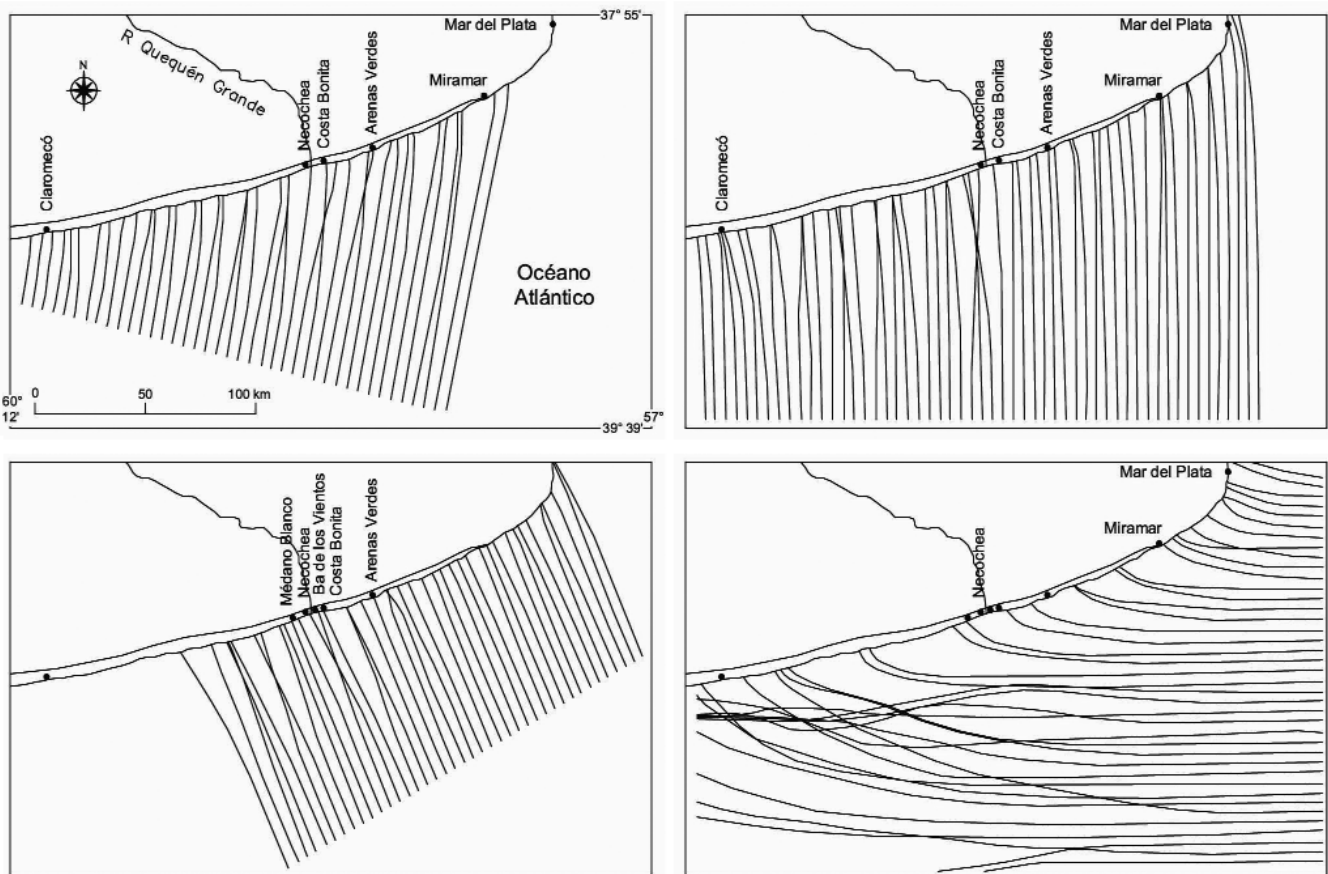 Mar del Plata
37° 55'
R Quequén Grande
N
Miramar
Necochea
Costa Bonita
Arenas Verdes
Claromecó
Océano
Atlántico
0 50 100 km
60°
12'
57°
39° 39'
Mar del Plata
Miramar
Necochea
Costa Bonita
Arenas Verdes
Claromecó
Médano Blanco
Necochea
Ba de los Vientos
Costa Bonita
Arenas Verdes
Mar del Plata
Miramar
Necochea